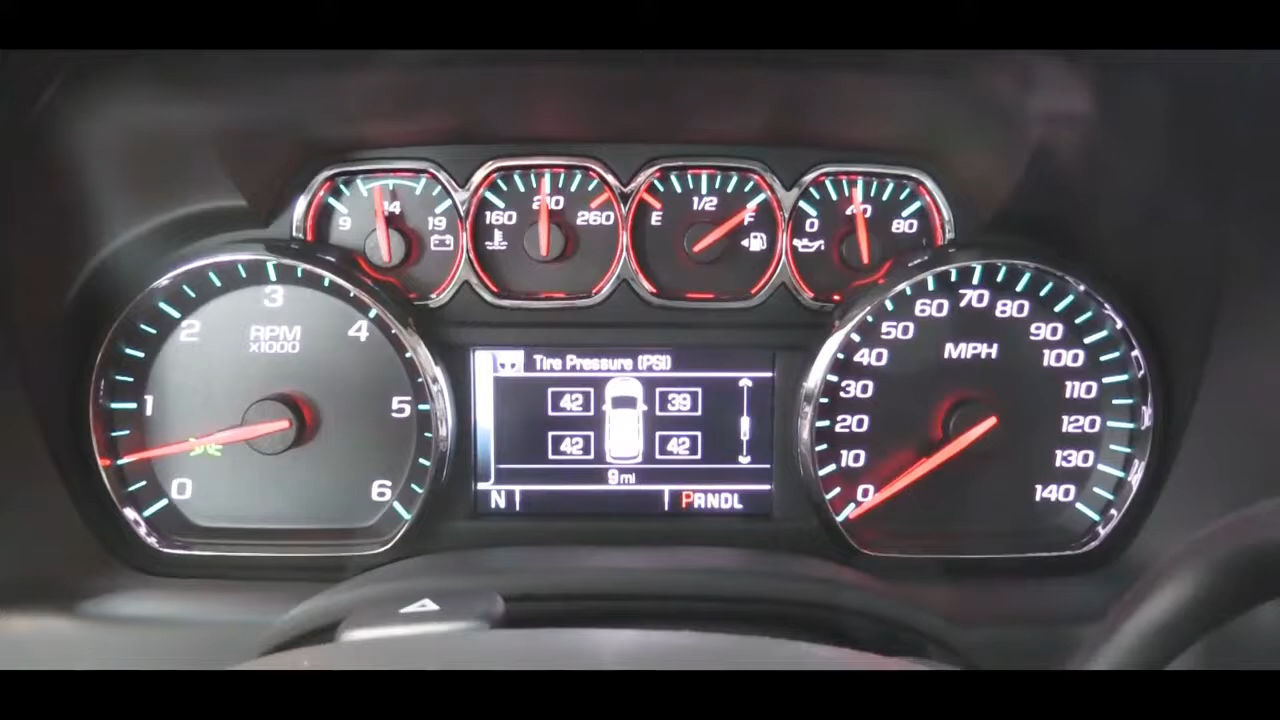 9 14 19
160 210 260
E 1/2 F
0 40 80
0 1 2 3 4 5 6
RPM
x1000
Tire Pressure (PSI)
42 39
42 42
9mi
N PRNDL
0 10 20 30 40 50 60 70 80 90 100 110 120 130 140
MPH